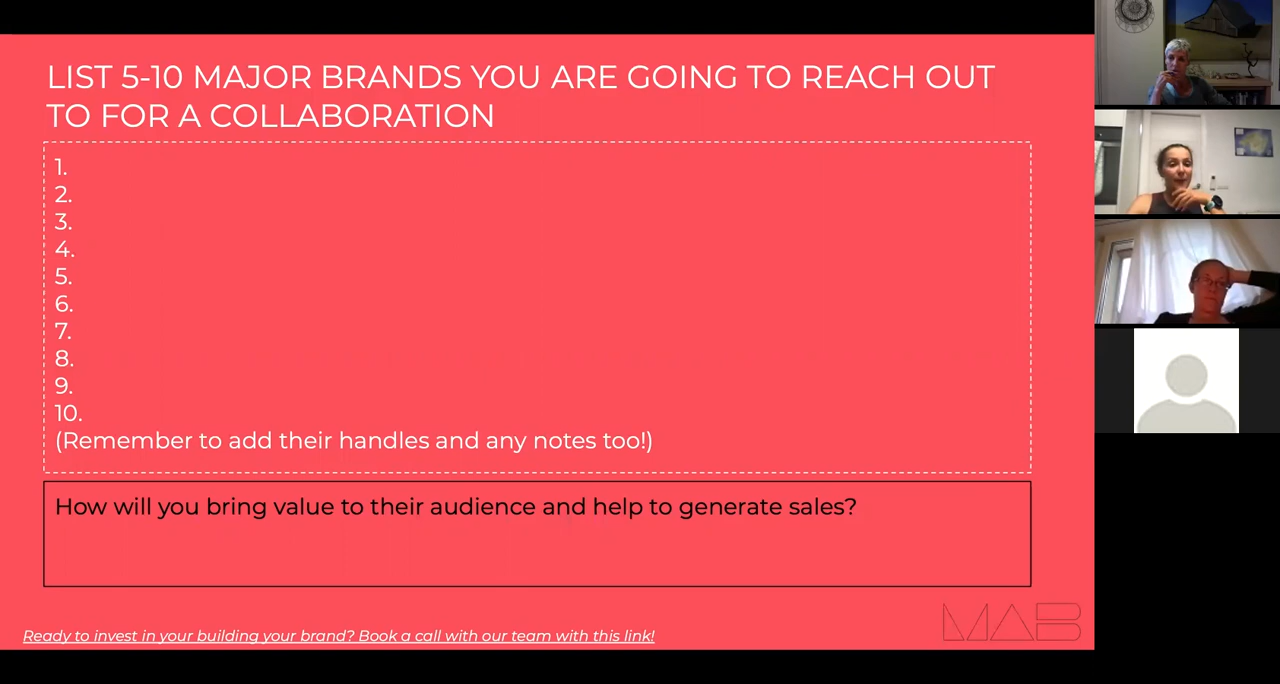 LIST 5-10 MAJOR BRANDS YOU ARE GOING TO REACH OUT
TO FOR A COLLABORATION
1.
2.
3.
4.
5.
6.
7.
8.
9.
10.
(Remember to add their handles and any notes too!)
How will you bring value to their audience and help to generate sales?
MAB
Ready to invest in your building your brand? Book a call with our team with this link!